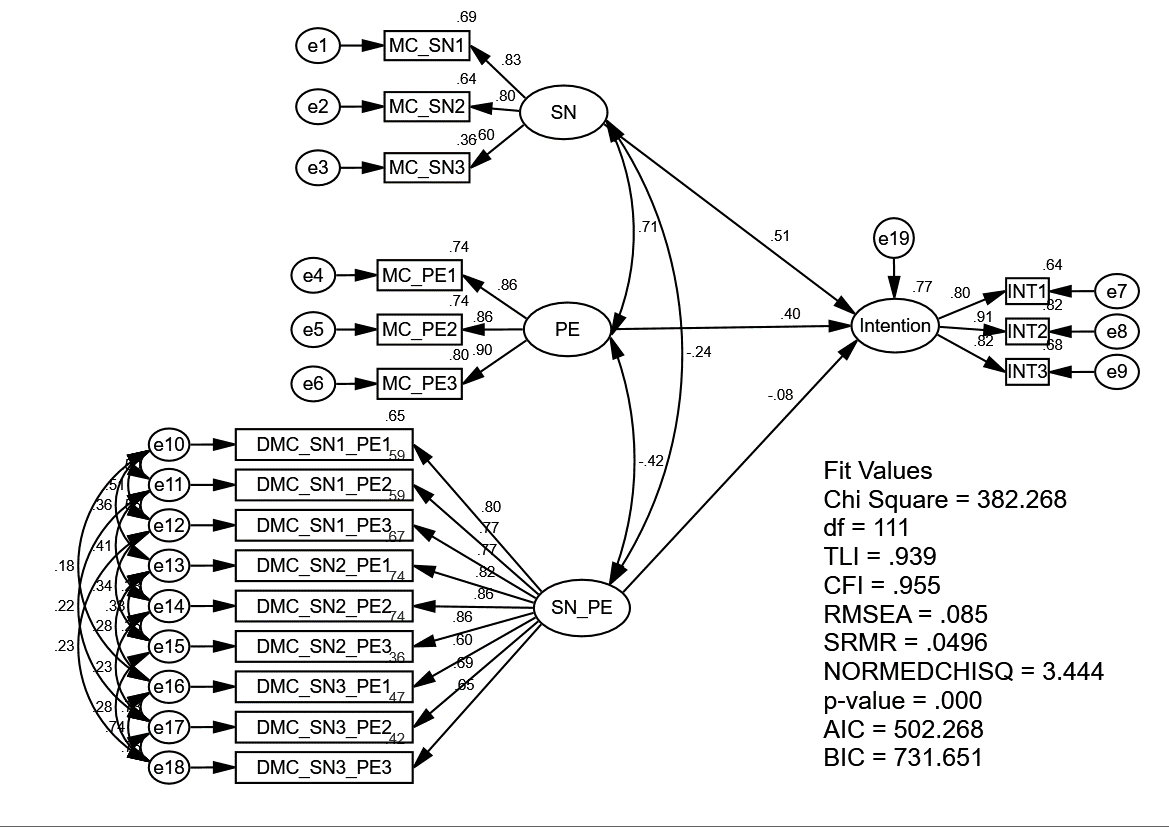 .69
e1
MC_SN1
.83
.64
e2
MC_SN2
.80
SN
.36
.60
e3
MC_SN3
.71
.51
e19
.74
e4
MC_PE1
.86
.74
e5
MC_PE2
.86
PE
.40
.80
.90
e6
MC_PE3
-.24
-.08
-.42
.77
Intention
.64
.80
INT1
e7
.82
.91
INT2
e8
.68
.82
INT3
e9
.65
e10
DMC_SN1_PE1
.59
e11
DMC_SN1_PE2
.59
e12
DMC_SN1_PE3
.67
e13
DMC_SN2_PE1
.74
e14
DMC_SN2_PE2
.74
e15
DMC_SN2_PE3
.36
e16
DMC_SN3_PE1
.47
e17
DMC_SN3_PE2
.42
e18
DMC_SN3_PE3
.80
.77
.77
.82
.86
.86
.60
.69
.65
SN_PE
.51
.36
.41
.18
.34
.22
.33
.28
.23
.23
.28
.74
Fit Values
Chi Square = 382.268
df = 111
TLI = .939
CFI = .955
RMSEA = .085
SRMR = .0496
NORMEDCHISQ = 3.444
p-value = .000
AIC = 502.268
BIC = 731.651